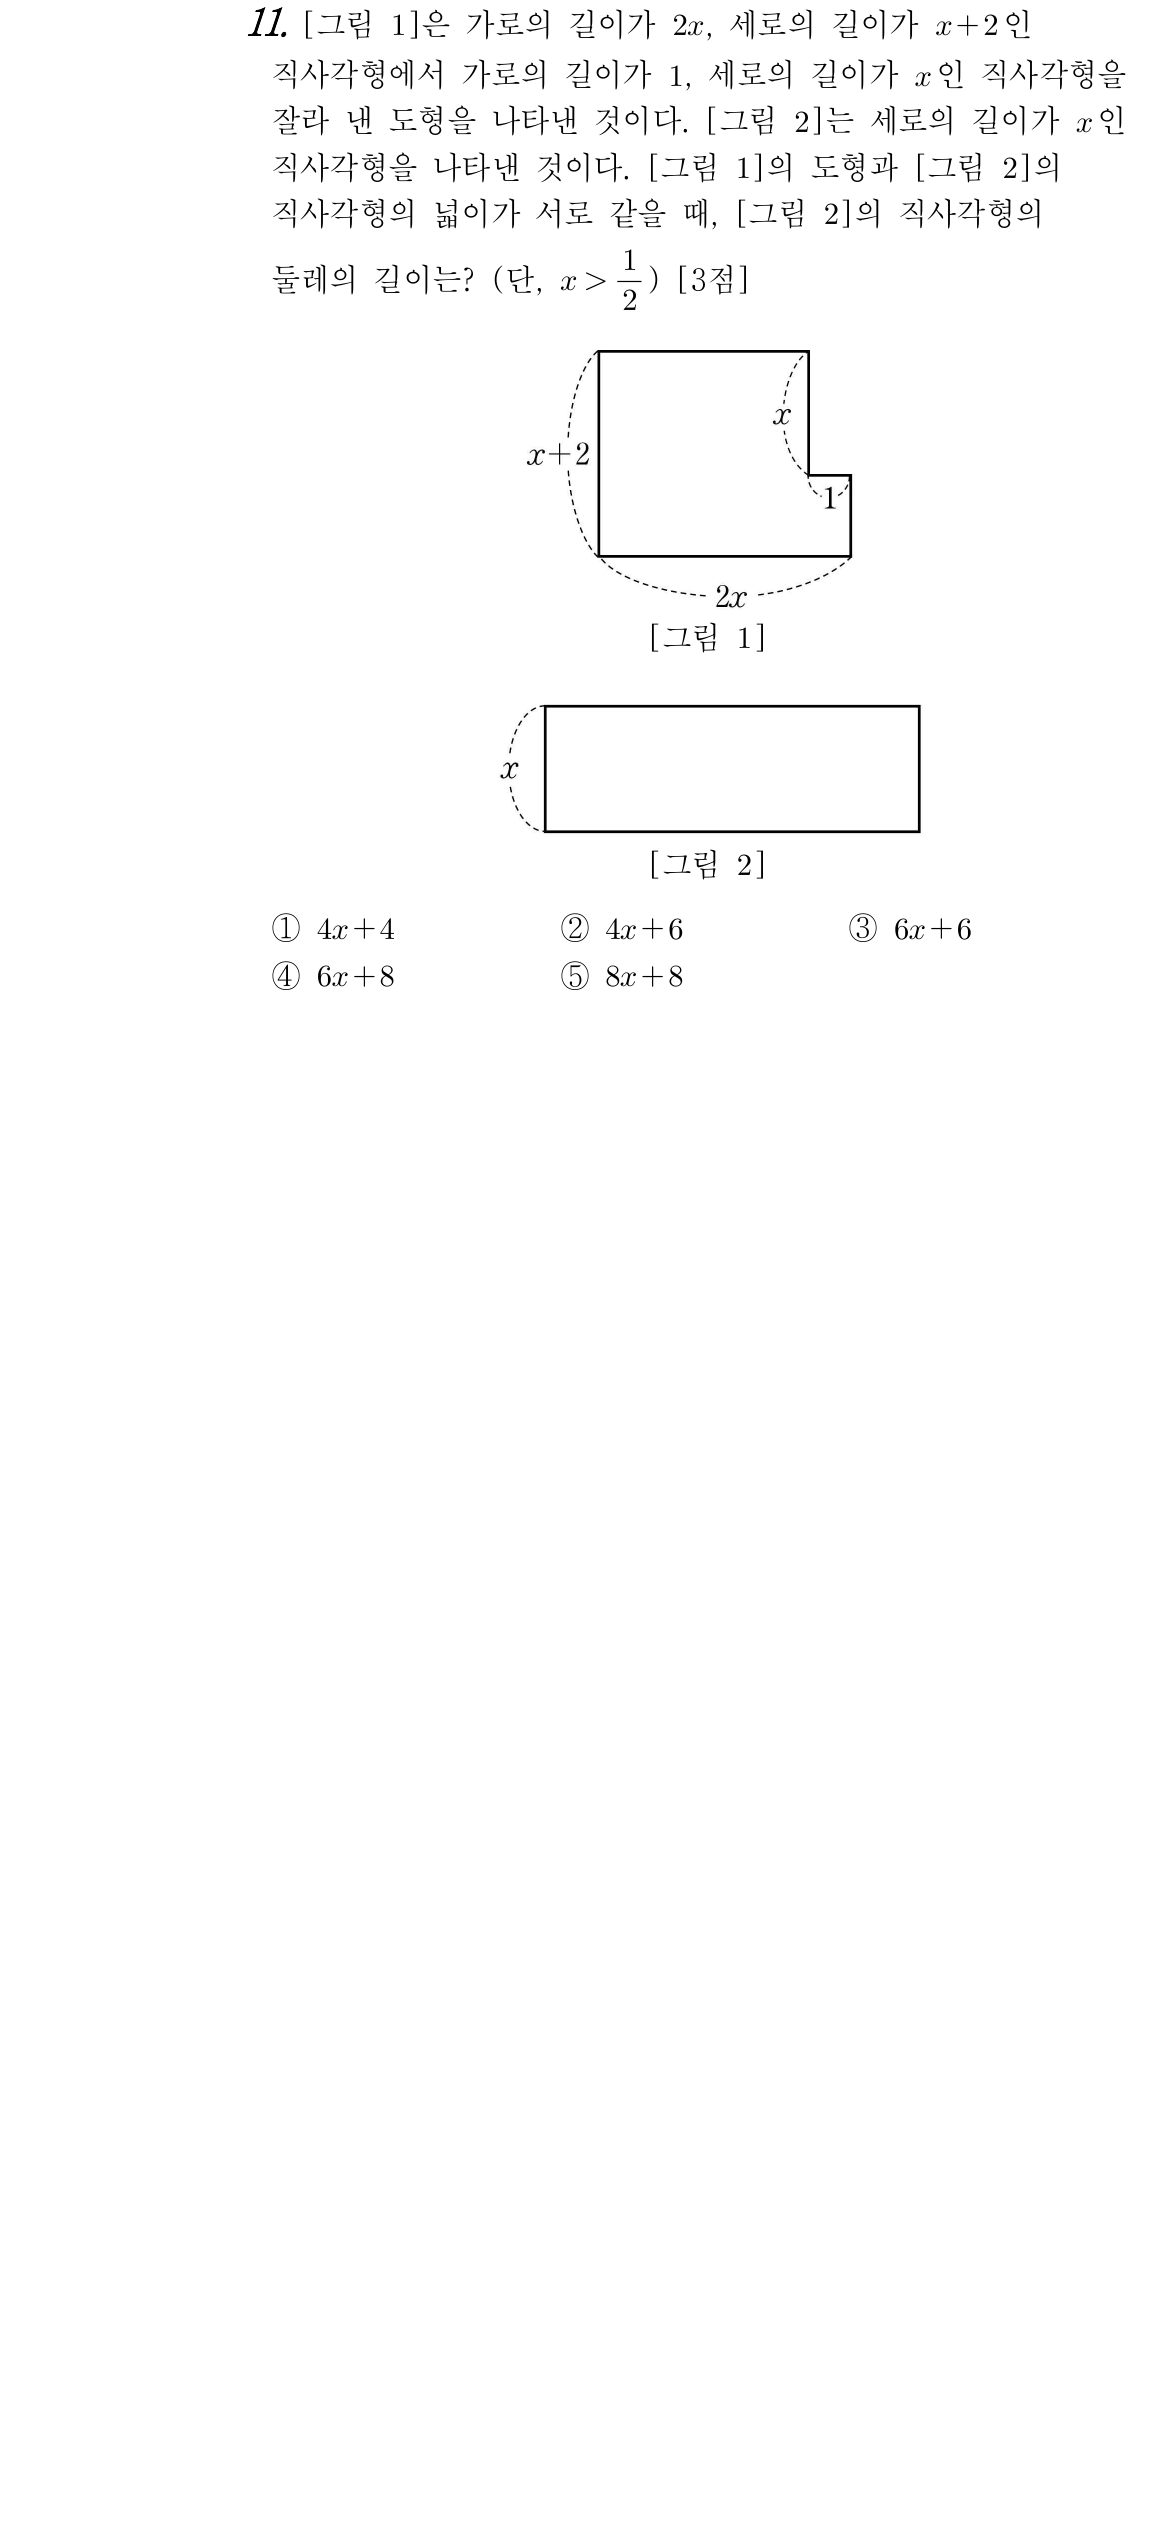 11. [그림 1]은 가로의 길이가 2x, 세로의 길이가 x+2인
직사각형에서 가로의 길이가 1, 세로의 길이가 x인 직사각형을
잘라 낸 도형을 나타낸 것이다. [그림 2]는 세로의 길이가 x인
직사각형을 나타낸 것이다. [그림 1]의 도형과 [그림 2]의
직사각형의 넓이가 서로 같을 때, [그림 2]의 직사각형의
둘레의 길이는? (단, x > 1/2) [3점]
x
x+2
1
2x
[그림 1]
x
[그림 2]
① 4x+4 ② 4x+6 ③ 6x+6
④ 6x+8 ⑤ 8x+8